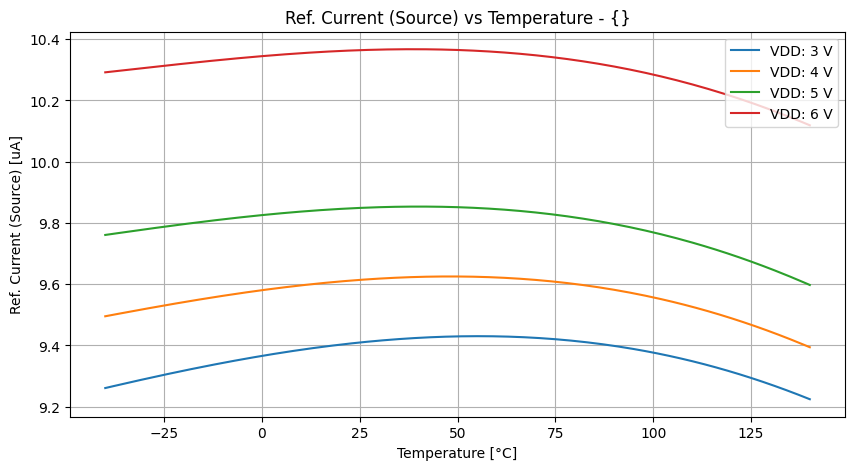 Ref. Current (Source) vs Temperature - {}
Ref. Current (Source) [uA]
10.4
10.2
10.0
9.8
9.6
9.4
9.2
VDD: 3 V
VDD: 4 V
VDD: 5 V
VDD: 6 V
−25
0
25
50
75
100
125
Temperature [°C]